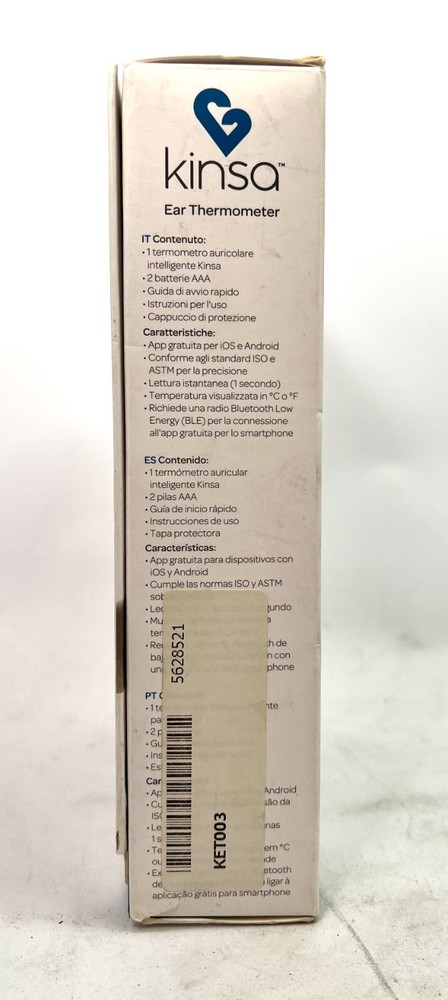 kinsa™
Ear Thermometer
IT Contenuto:
• 1 termometro auricolare
intelligente Kinsa
• 2 batterie AAA
• Guida di avvio rapido
• Istruzioni per l'uso
• Cappuccio di protezione
Caratteristiche:
• App gratuita per iOS e Android
• Conforme agli standard ISO e
ASTM per la precisione
• Lettura istantanea (1 secondo)
• Temperatura visualizzata in °C o °F
• Richiede una radio Bluetooth Low
Energy (BLE) per la connessione
all'app gratuita per lo smartphone
ES Contenido:
• 1 termómetro auricular
inteligente Kinsa
• 2 pilas AAA
• Guía de inicio rápido
• Instrucciones de uso
• Tapa protectora
Características:
• App gratuita para dispositivos con
iOS y Android
• Cumple las normas ISO y ASTM
5628521
KET003
PT
Android
em °C
ligar à
aplicação grátis para smartphone